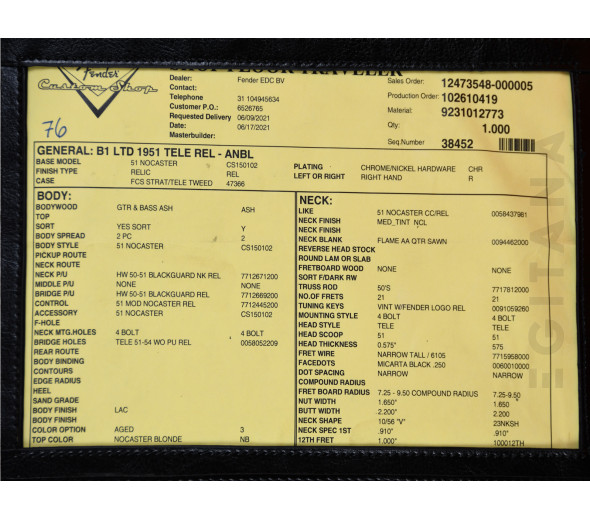 SHOP FLOOR TRAVELER
Fender
Custom Shop
Dealer: Fender EDC BV
Contact:
Telephone 31 104945634
Customer P.O.: 6526765
Requested Delivery 06/09/2021
Date: 06/17/2021
Masterbuilder:
Sales Order: 12473548-000005
Production Order: 102610419
Material: 9231012773
Qty: 1.000
Seq.Number 38452
76
GENERAL: B1 LTD 1951 TELE REL - ANBL
BASE MODEL 51 NOCASTER CS150102 PLATING CHROME/NICKEL HARDWARE CHR
FINISH TYPE RELIC REL LEFT OR RIGHT RIGHT HAND R
CASE FCS STRAT/TELE TWEED 47366
BODY:
BODYWOOD GTR & BASS ASH ASH
TOP
SORT YES SORT Y
BODY SPREAD 2 PC 2
BODY STYLE 51 NOCASTER CS150102
PICKUP ROUTE
NECK ROUTE
NECK P/U HW 50-51 BLACKGUARD NK REL 7712671200
MIDDLE P/U NONE NONE
BRIDGE P/U HW 50-51 BLACKGUARD REL 7712669200
CONTROL 51 MOD NOCASTER REL 7712445200
ACCESSORY 51 NOCASTER CS150102
F-HOLE
NECK MTG.HOLES 4 BOLT 4 BOLT
BRIDGE HOLES TELE 51-54 WO PU REL 0058052209
REAR ROUTE
BODY BINDING
CONTOURS
EDGE RADIUS
HEEL
SAND GRADE
BODY FINISH LAC
BODY FINISH
COLOR OPTION AGED 3
TOP COLOR NOCASTER BLONDE NB
NECK:
LIKE 51 NOCASTER CC/REL 0058437981
NECK FINISH MED_TINT_NCL
NECK FINISH
NECK BLANK FLAME AA QTR SAWN 0094462000
REVERSE HEAD STOCK
ROUND LAM OR SLAB
FRETBOARD WOOD NONE NONE
SORT F/DARK RW
TRUSS ROD 50'S 7717812000
NO.OF FRETS 21 21
TUNING KEYS VINT W/FENDER LOGO REL 0091059260
MOUNTING STYLE 4 BOLT 4 BOLT
HEAD STYLE TELE TELE
HEAD SCOOP 51 51
HEAD THICKNESS 0.575" 575
FRET WIRE NARROW TALL / 6105 7715958000
FACEDOTS MICARTA BLACK .250 0060010000
DOT SPACING NARROW NARROW
COMPOUND RADIUS
FRET BOARD RADIUS 7.25 - 9.50 COMPOUND RADIUS 7.25-9.50
NUT WIDTH 1.650" 1.650
BUTT WIDTH 2.200" 2.200
NECK SHAPE 10/56 "V" 23NKSH
NECK SPEC 1ST .910" .910"
12TH FRET 1.000" 100012TH
EGITANA